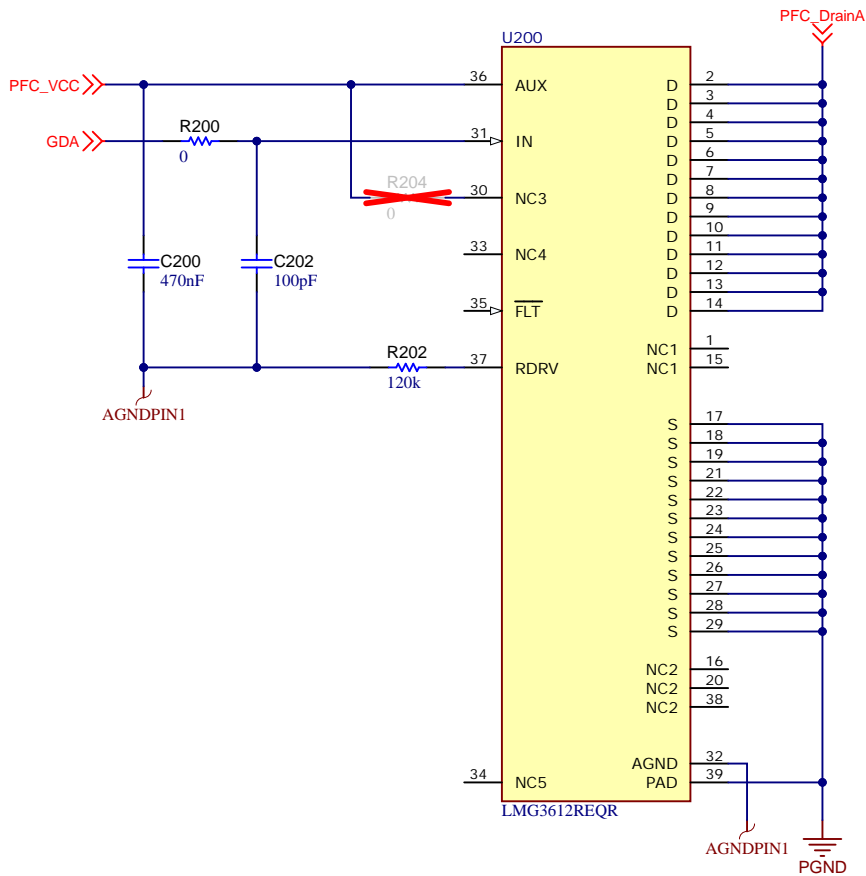 PFC_DrainA
U200
PFC_VCC
36
AUX
D
2
D
3
D
4
GDA
R200
0
31
IN
D
5
D
6
D
7
R204
0
30
NC3
D
8
D
9
D
10
33
NC4
D
11
C200
470nF
C202
100pF
D
12
D
13
35
FLT
D
14
NC1
1
R202
120k
37
RDRV
NC1
15
AGNDPIN1
S
17
S
18
S
19
S
21
S
22
S
23
S
24
S
25
S
26
S
27
S
28
S
29
NC2
16
NC2
20
NC2
38
AGND
32
34
NC5
PAD
39
LMG3612REQR
AGNDPIN1
PGND